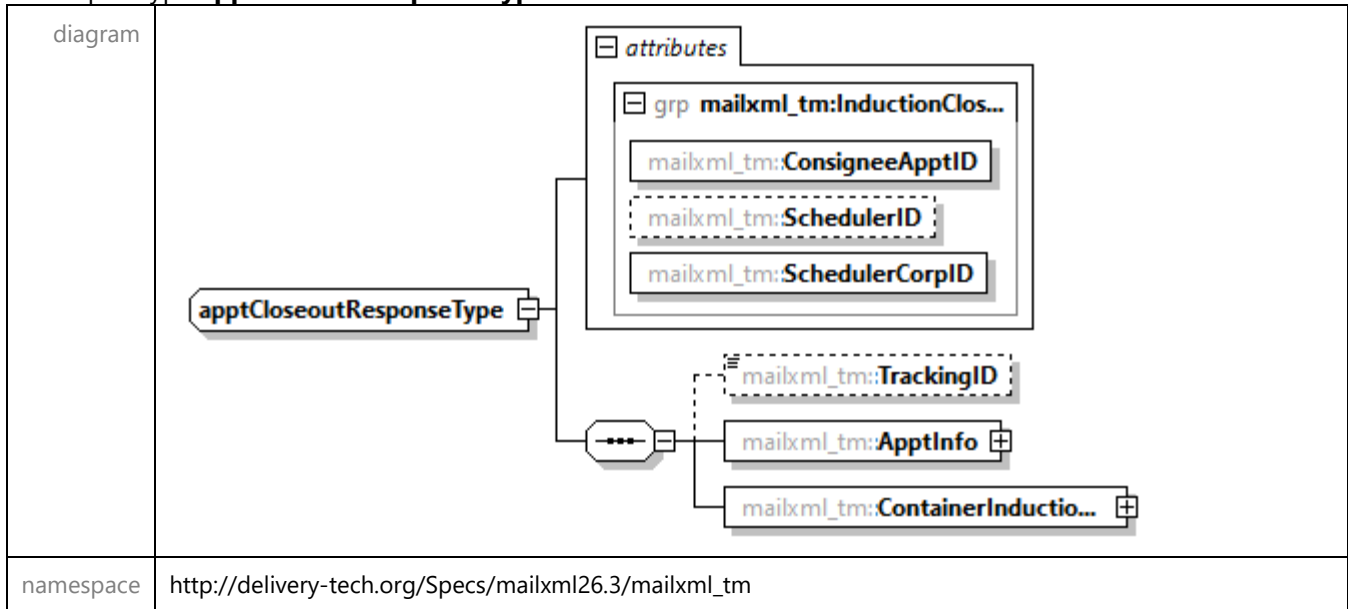 diagram
attributes
grp mailxml_tm:InductionClos...
mailxml_tm::ConsigneeApptID
mailxml_tm::SchedulerID
mailxml_tm::SchedulerCorpID
apptCloseoutResponseType
mailxml_tm::TrackingID
mailxml_tm::ApptInfo
mailxml_tm::ContainerInductio...
namespace http://delivery-tech.org/Specs/mailxml26.3/mailxml_tm